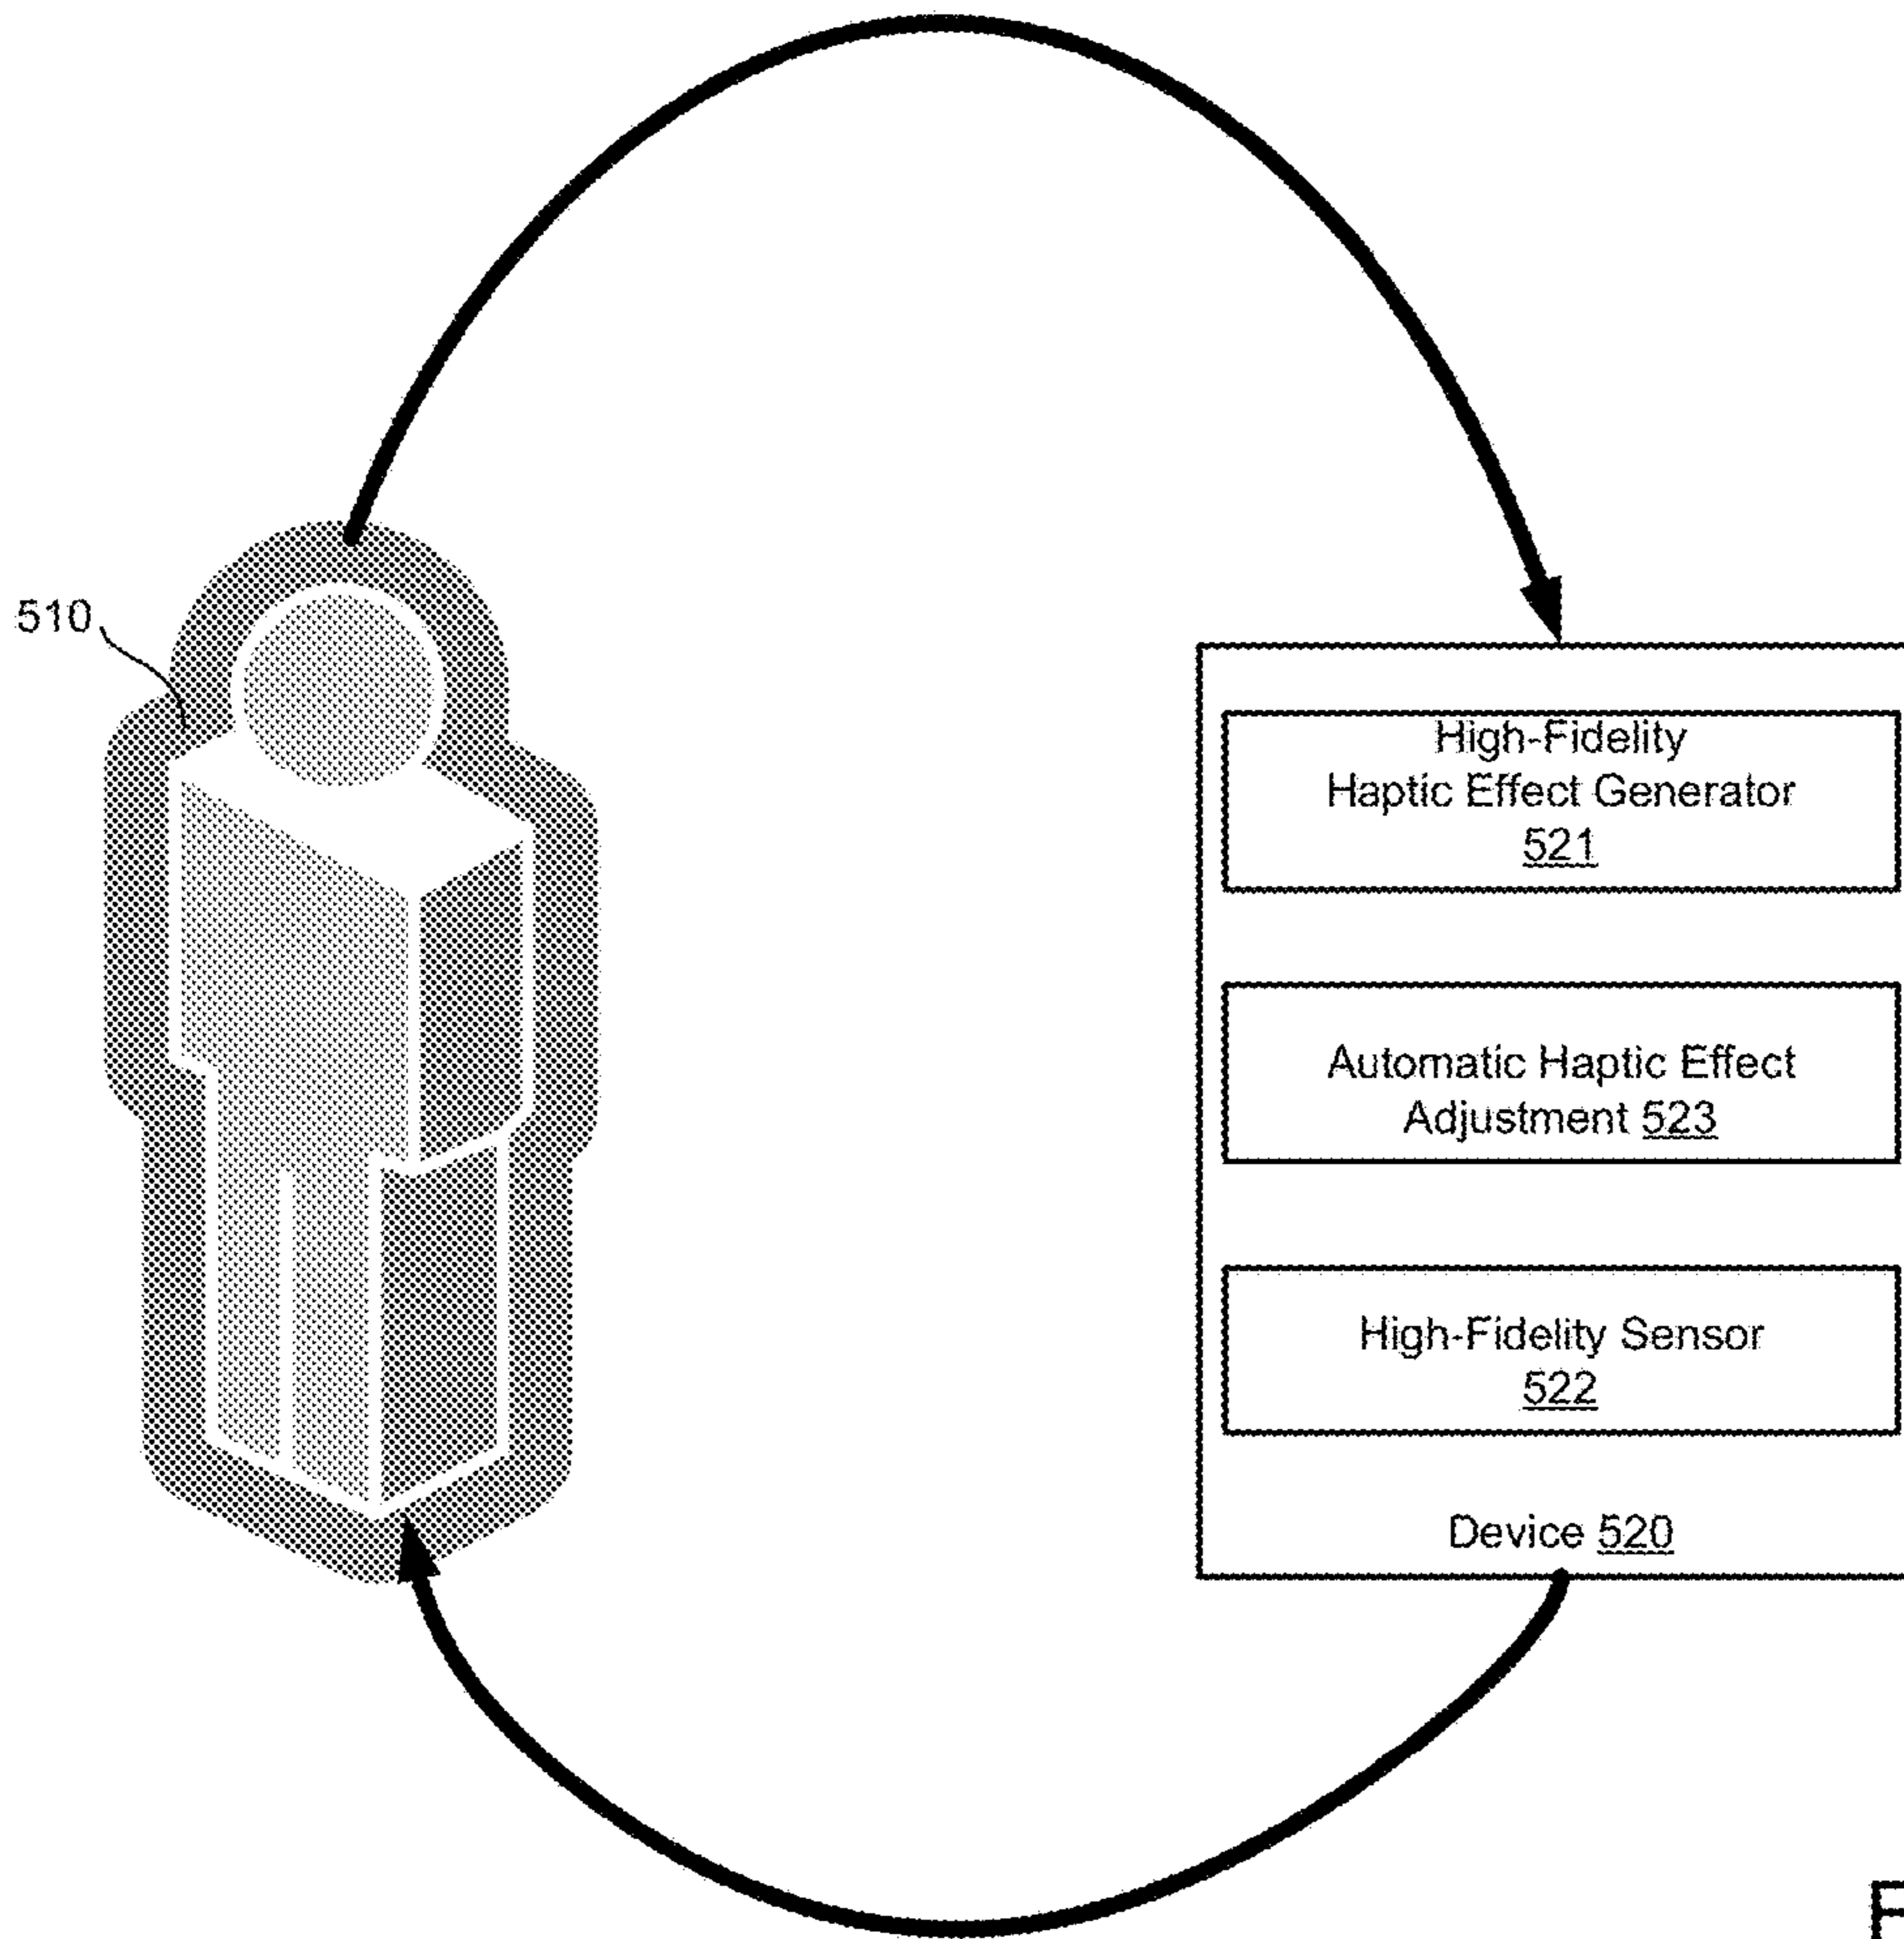 510
High-Fidelity
Haptic Effect Generator
521
Automatic Haptic Effect
Adjustment 523
High-Fidelity Sensor
522
Device 520